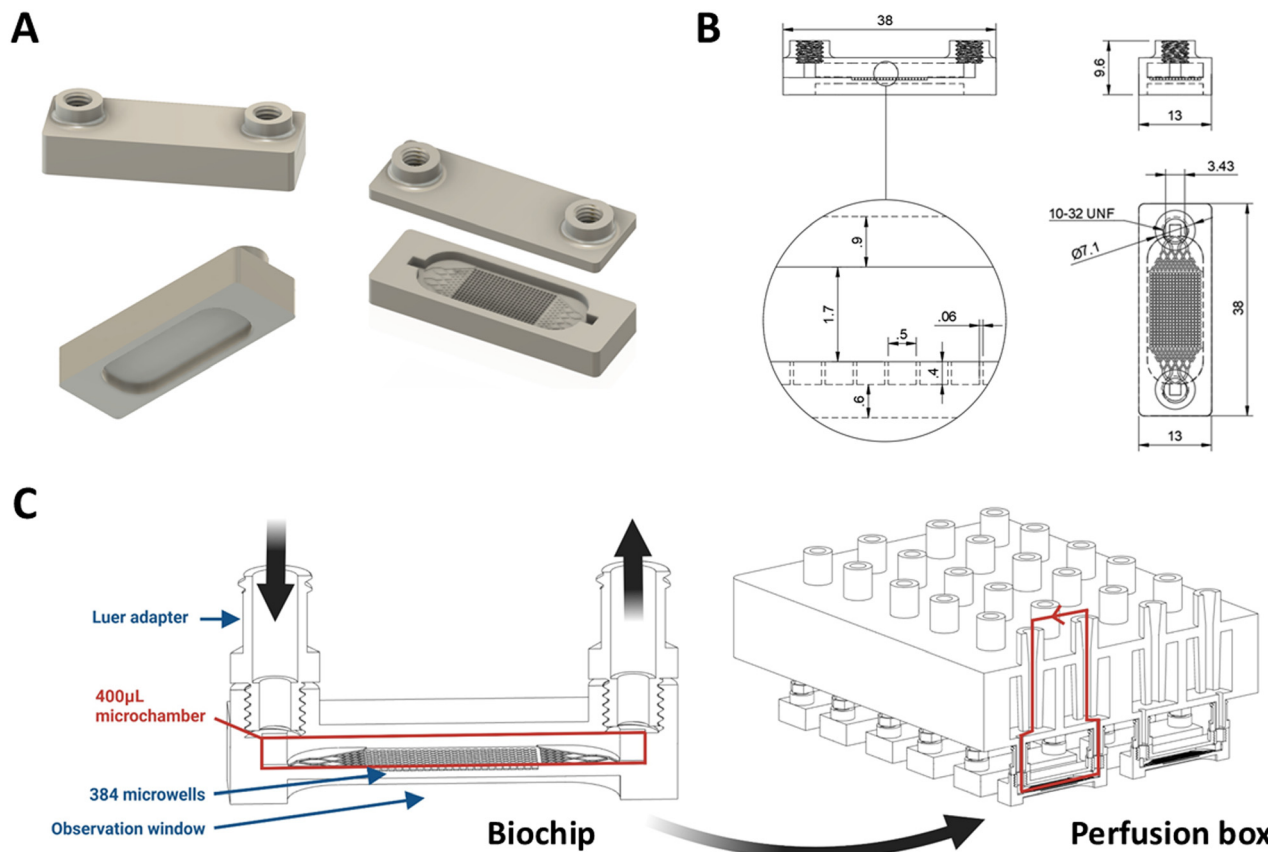 A
B
38
9.6
13
3.43
10-32 UNF
Ø7.1
.9
1.7
.5
.06
.4
.6
38
13
C
Luer adapter
400µL
microchamber
384 microwells
Observation window
Biochip
Perfusion box